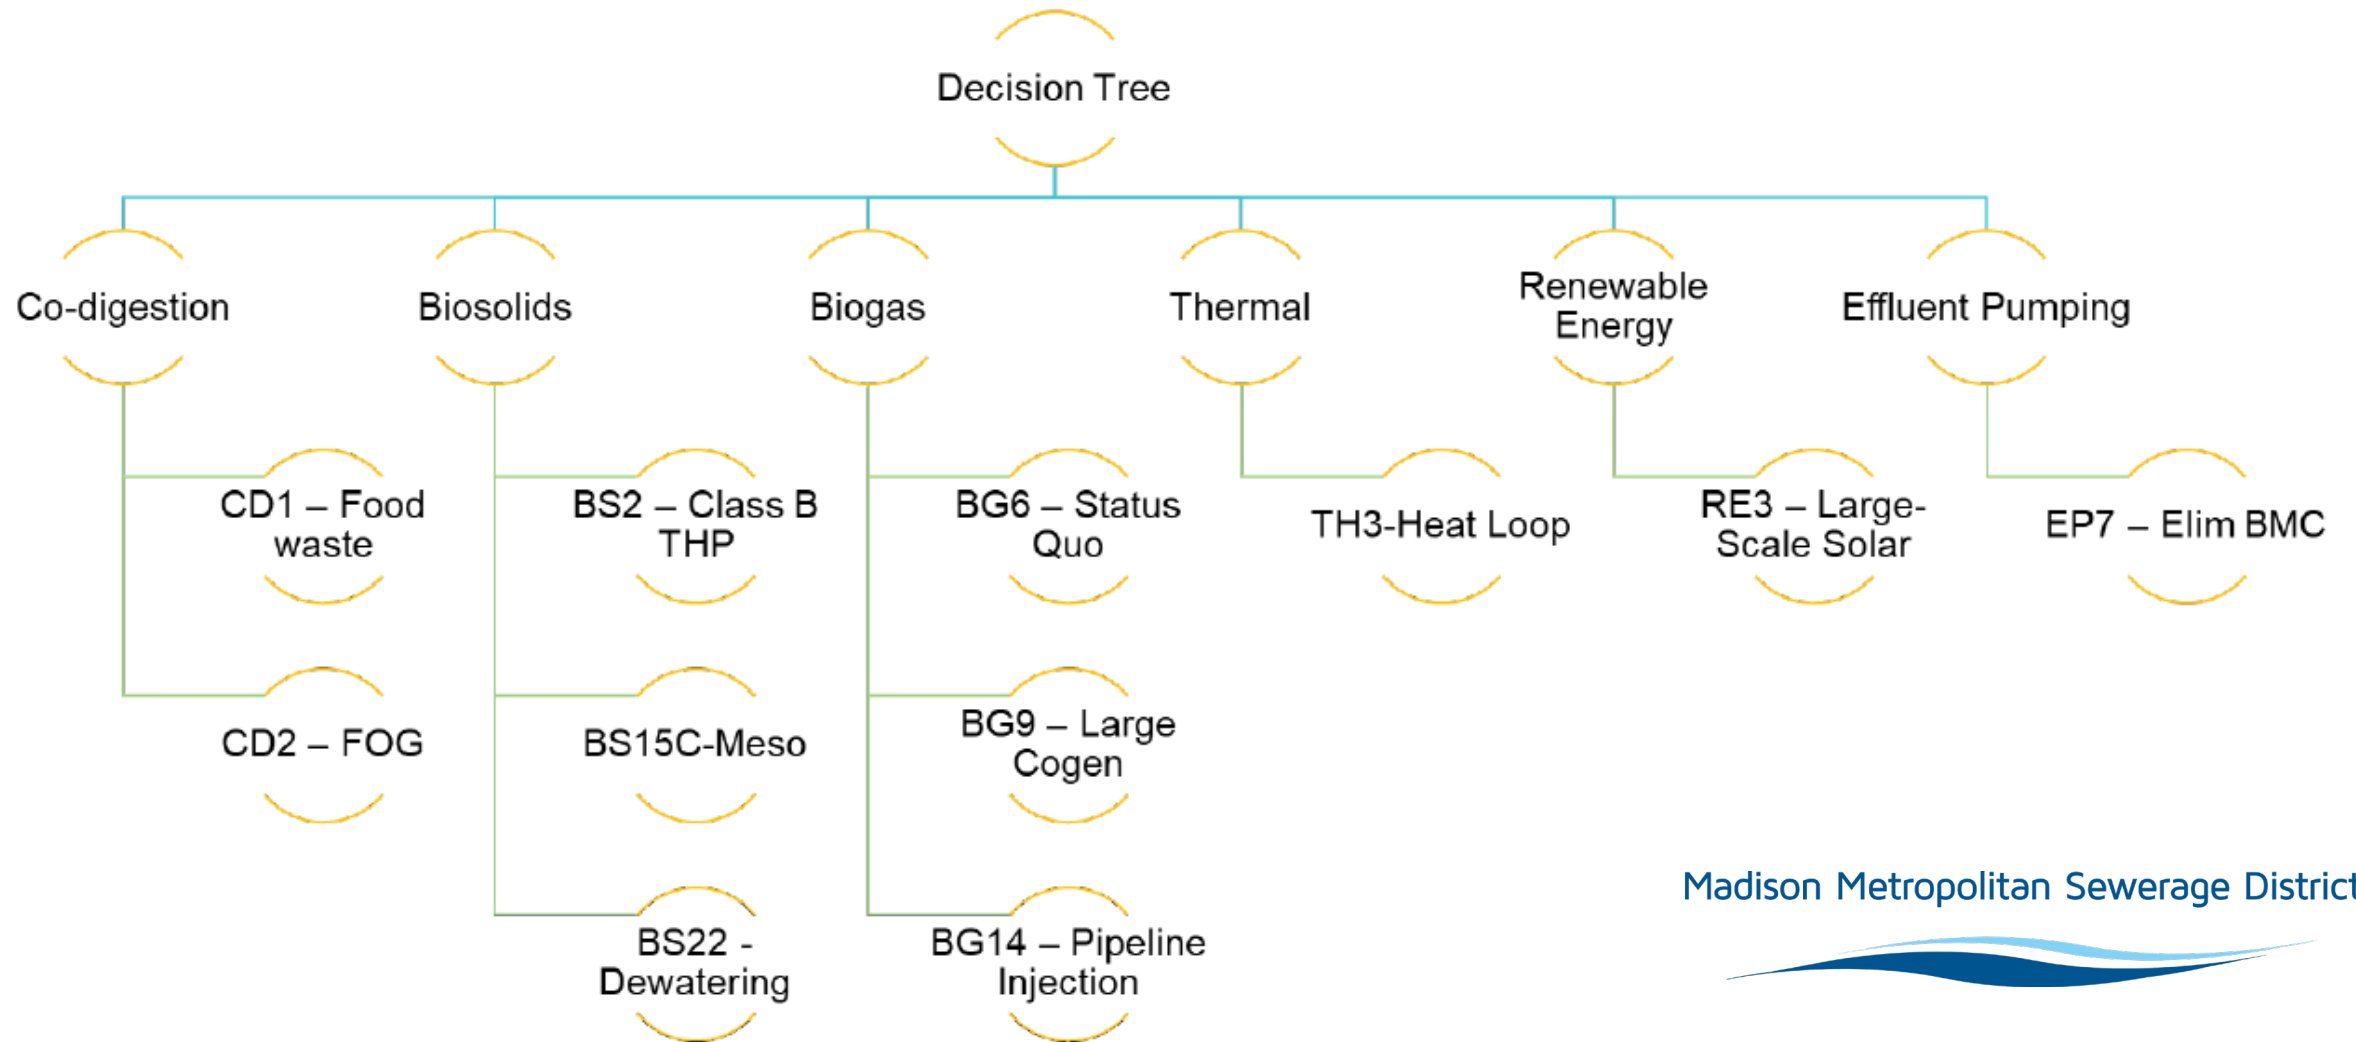 Decision Tree
Co-digestion
Biosolids
Biogas
Thermal
Renewable
Energy
Effluent Pumping
CD1 – Food
waste
BS2 – Class B
THP
BG6 – Status
Quo
TH3-Heat Loop
RE3 – Large-
Scale Solar
EP7 – Elim BMC
CD2 – FOG
BS15C-Meso
BG9 – Large
Cogen
BS22 -
Dewatering
BG14 – Pipeline
Injection
Madison Metropolitan Sewerage District